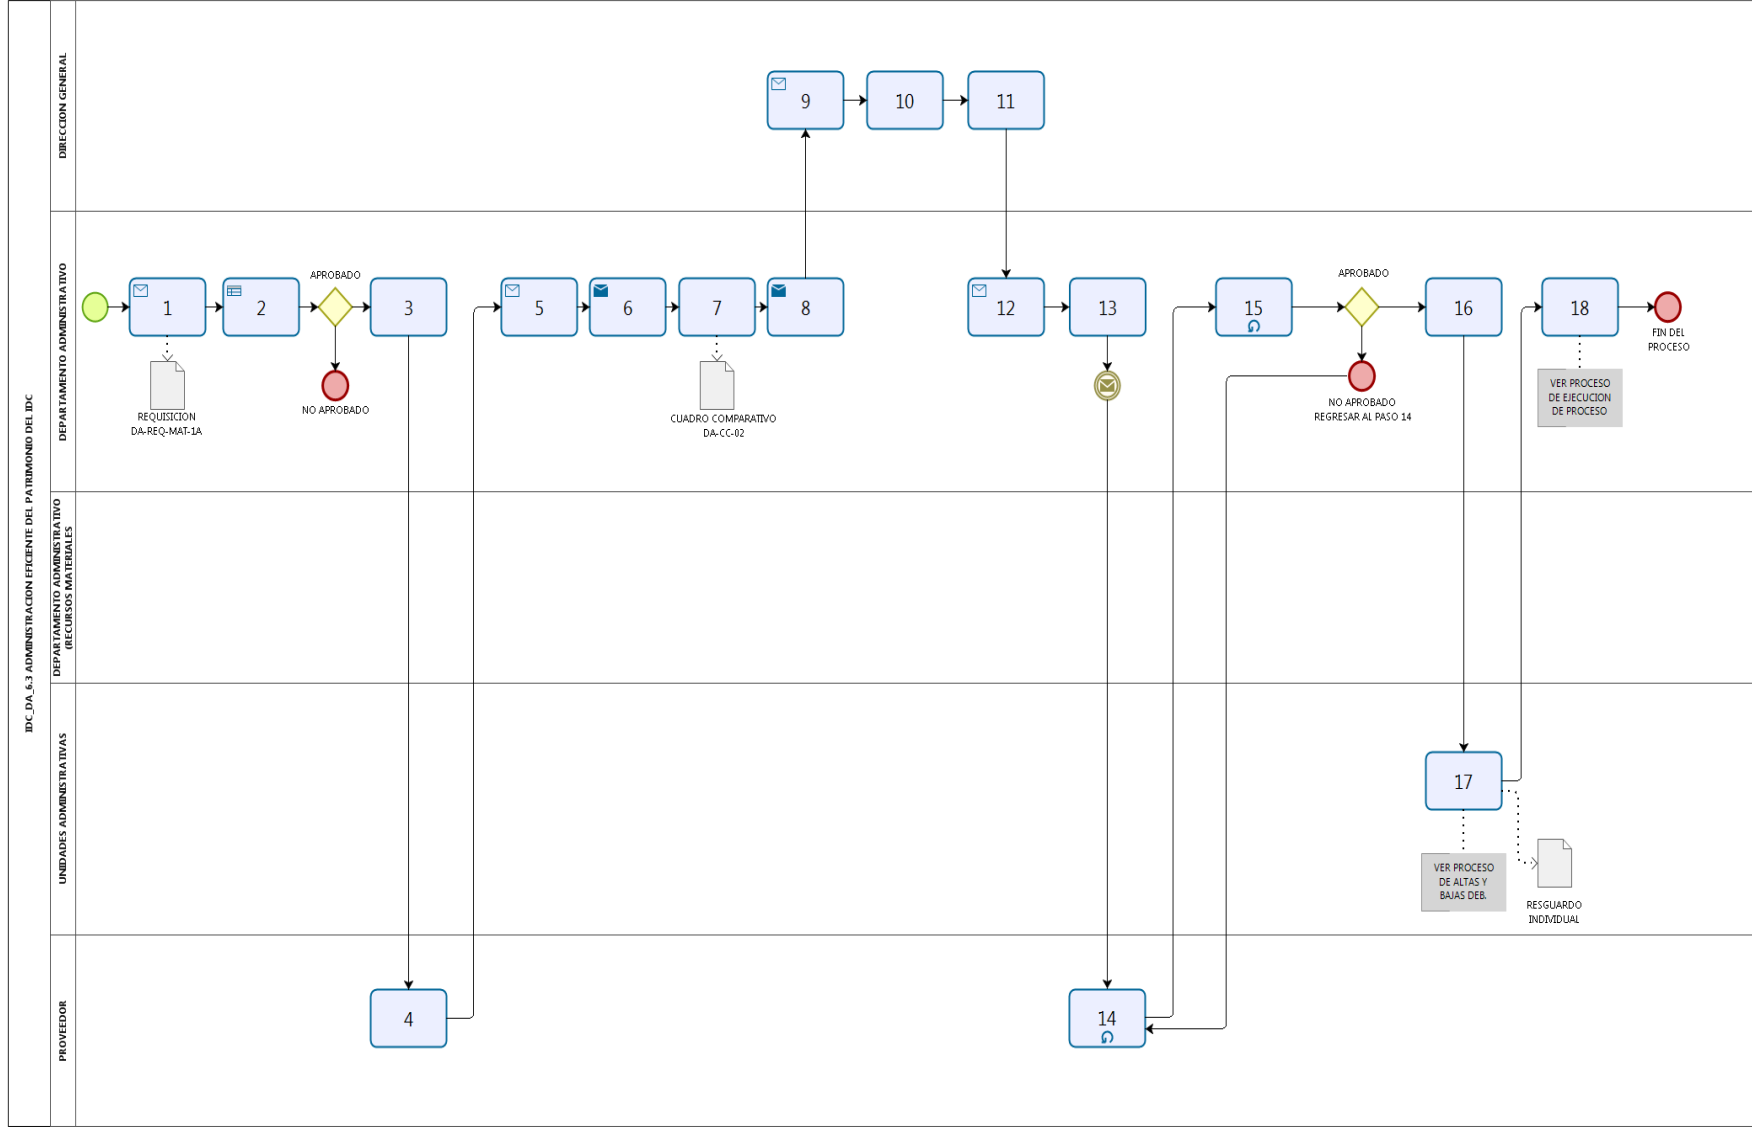 IDC_DA_6.3 ADMINISTRACION EFICIENTE DEL PATRIMONIO DEL IDC
DIRECCION GENERAL
9
10
11
DEPARTAMENTO ADMINISTRATIVO
1
2
APROBADO
3
5
6
7
8
12
13
15
APROBADO
16
18
FIN DEL
PROCESO
NO APROBADO
REQUISICION
DA-REQ-MAT-1A
CUADRO COMPARATIVO
DA-CC-02
NO APROBADO
REGRESAR AL PASO 14
VER PROCESO
DE EJECUCION
DE PROCESO
DEPARTAMENTO ADMINISTRATIVO
(RECURSOS MATERIALES
UNIDADES ADMINISTRATIVAS
17
VER PROCESO
DE ALTAS Y
BAJAS DEB.
RESGUARDO
INDIVIDUAL
PROVEEDOR
4
14